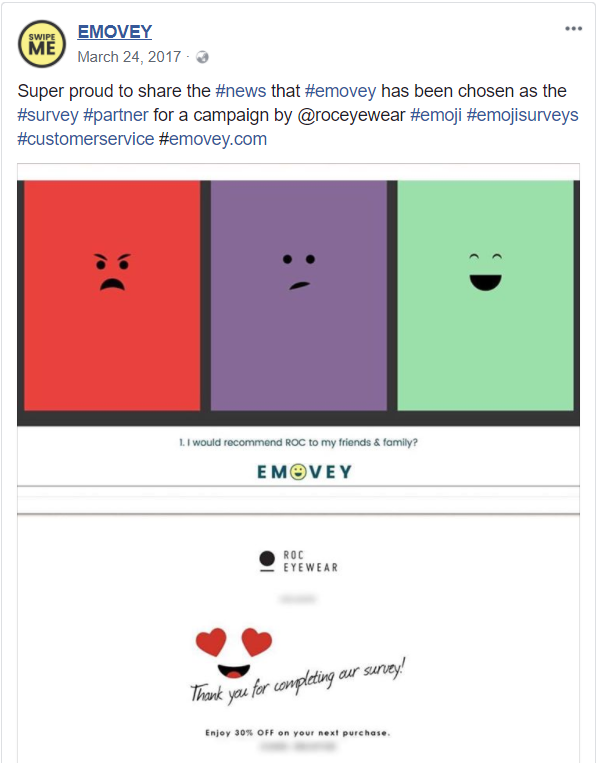 SWIPE
ME
EMOVEY
March 24, 2017 ·
Super proud to share the #news that #emovey has been chosen as the
#survey #partner for a campaign by @roceyewear #emoji #emojisurveys
#customerservice #emovey.com
1. I would recommend ROC to my friends & family?
EMOVEY
ROC
EYEWEAR
Thank you for completing our survey!
Enjoy 30% OFF on your next purchase.